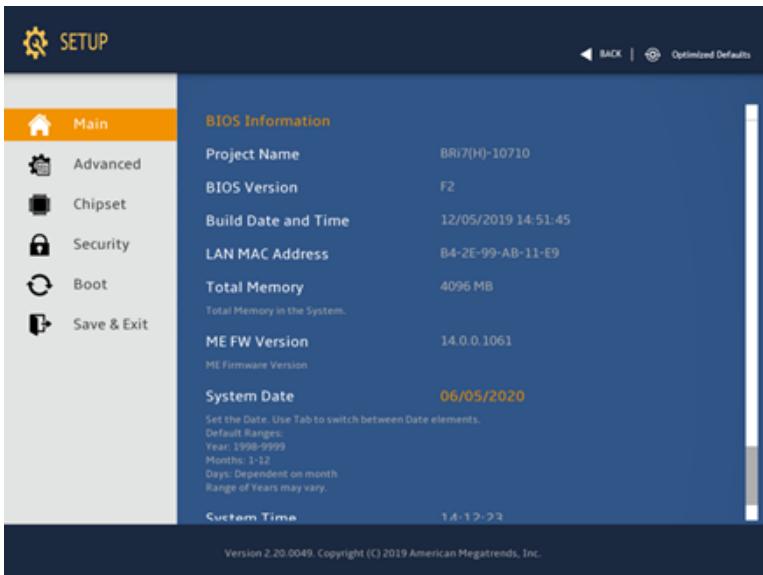 SETUP
BACK | Optimized Defaults
Main
Advanced
Chipset
Security
Boot
Save & Exit
BIOS Information
Project Name BRi7(H)-10710
BIOS Version F2
Build Date and Time 12/05/2019 14:51:45
LAN MAC Address B4-2E-99-AB-11-E9
Total Memory 4096 MB
Total Memory in the System.
ME FW Version 14.0.0.1061
ME Firmware Version
System Date 06/05/2020
Set the Date. Use Tab to switch between Date elements.
Default Ranges:
Year: 1998-9999
Months: 1-12
Days: Dependent on month
Range of Years may vary.
System Time 14:12:23
Version 2.20.0049. Copyright (C) 2019 American Megatrends, Inc.